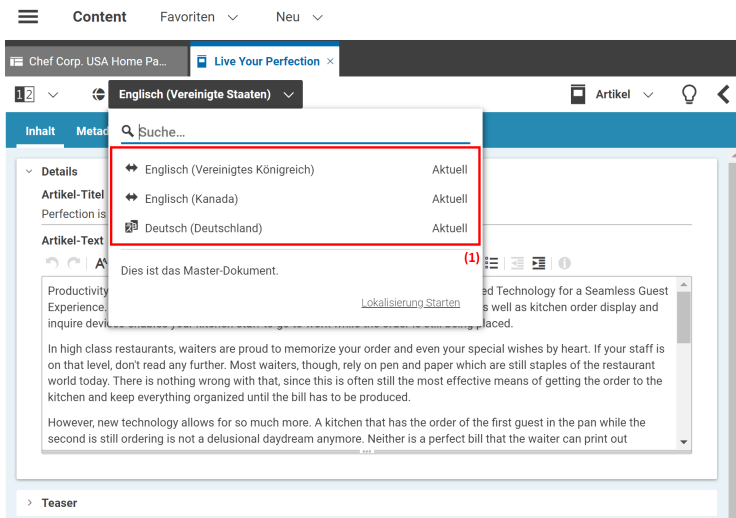 Content Favoriten Neu
Chef Corp. USA Home Pa... Live Your Perfection ×
12 Englisch (Vereinigte Staaten) Artikel
Inhalt Metad
Suche...
Englisch (Vereinigtes Königreich) Aktuell
Englisch (Kanada) Aktuell
Deutsch (Deutschland) Aktuell
(1)
Dies ist das Master-Dokument.
Lokalisierung Starten
Details
Artikel-Titel
Perfection is
Artikel-Text
Productivity ed Technology for a Seamless Guest
Experience. s well as kitchen order display and
inquire devices enables your kitchen staff to go to work while the order is still being placed.
In high class restaurants, waiters are proud to memorize your order and even your special wishes by heart. If your staff is
on that level, don't read any further. Most waiters, though, rely on pen and paper which are still staples of the restaurant
world today. There is nothing wrong with that, since this is often still the most effective means of getting the order to the
kitchen and keep everything organized until the bill has to be produced.
However, new technology allows for so much more. A kitchen that has the order of the first guest in the pan while the
second is still ordering is not a delusional daydream anymore. Neither is a perfect bill that the waiter can print out
Teaser